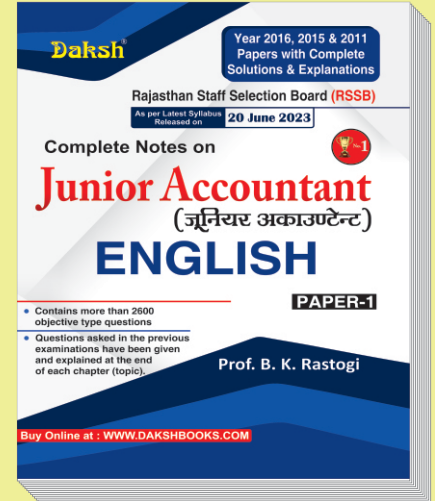 Daksh®
Year 2016, 2015 & 2011
Papers with Complete
Solutions & Explanations
Rajasthan Staff Selection Board (RSSB)
As per Latest Syllabus
Released on
20 June 2023
Complete Notes on
No.1
Junior Accountant
(जूनियर अकाउण्टेन्ट)
ENGLISH
PAPER-1
• Contains more than 2600
objective type questions
• Questions asked in the previous
examinations have been given
and explained at the end
of each chapter (topic).
Prof. B. K. Rastogi
Buy Online at : WWW.DAKSHBOOKS.COM